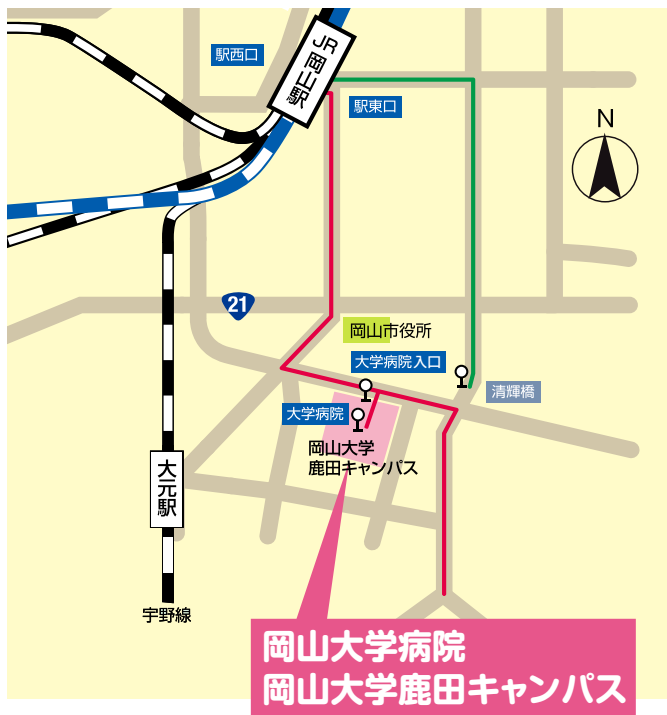 駅西口
JR岡山駅
駅東口
N
21
岡山市役所
大学病院入口
清輝橋
大学病院
岡山大学
鹿田キャンパス
大元駅
宇野線
岡山大学病院
岡山大学鹿田キャンパス